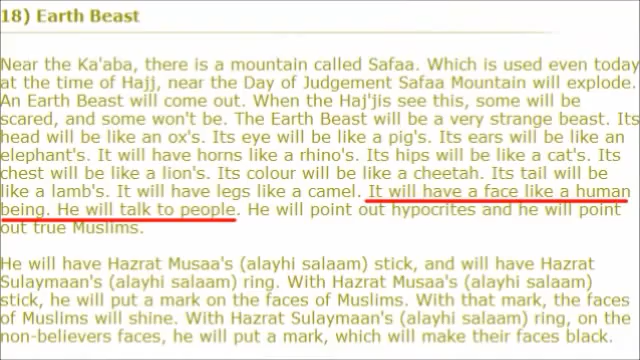 18) Earth Beast
Near the Ka'aba, there is a mountain called Safaa. Which is used even today
at the time of Hajj, near the Day of Judgement Safaa Mountain will explode.
An Earth Beast will come out. When the Haj'jis see this, some will be
scared, and some won't be. The Earth Beast will be a very strange beast. Its
head will be like an ox's. Its eye will be like a pig's. Its ears will be like an
elephant's. It will have horns like a rhino's. Its hips will be like a cat's. Its
chest will be like a lion's. Its colour will be like a cheetah. Its tail will be
like a lamb's. It will have legs like a camel. It will have a face like a human
being. He will talk to people. He will point out hypocrites and he will point
out true Muslims.
He will have Hazrat Musaa's (alayhi salaam) stick, and will have Hazrat
Sulaymaan's (alayhi salaam) ring. With Hazrat Musaa's (alayhi salaam)
stick, he will put a mark on the faces of Muslims. With that mark, the faces
of Muslims will shine. With Hazrat Sulaymaan's (alayhi salaam) ring, on the
non-believers faces, he will put a mark, which will make their faces black.